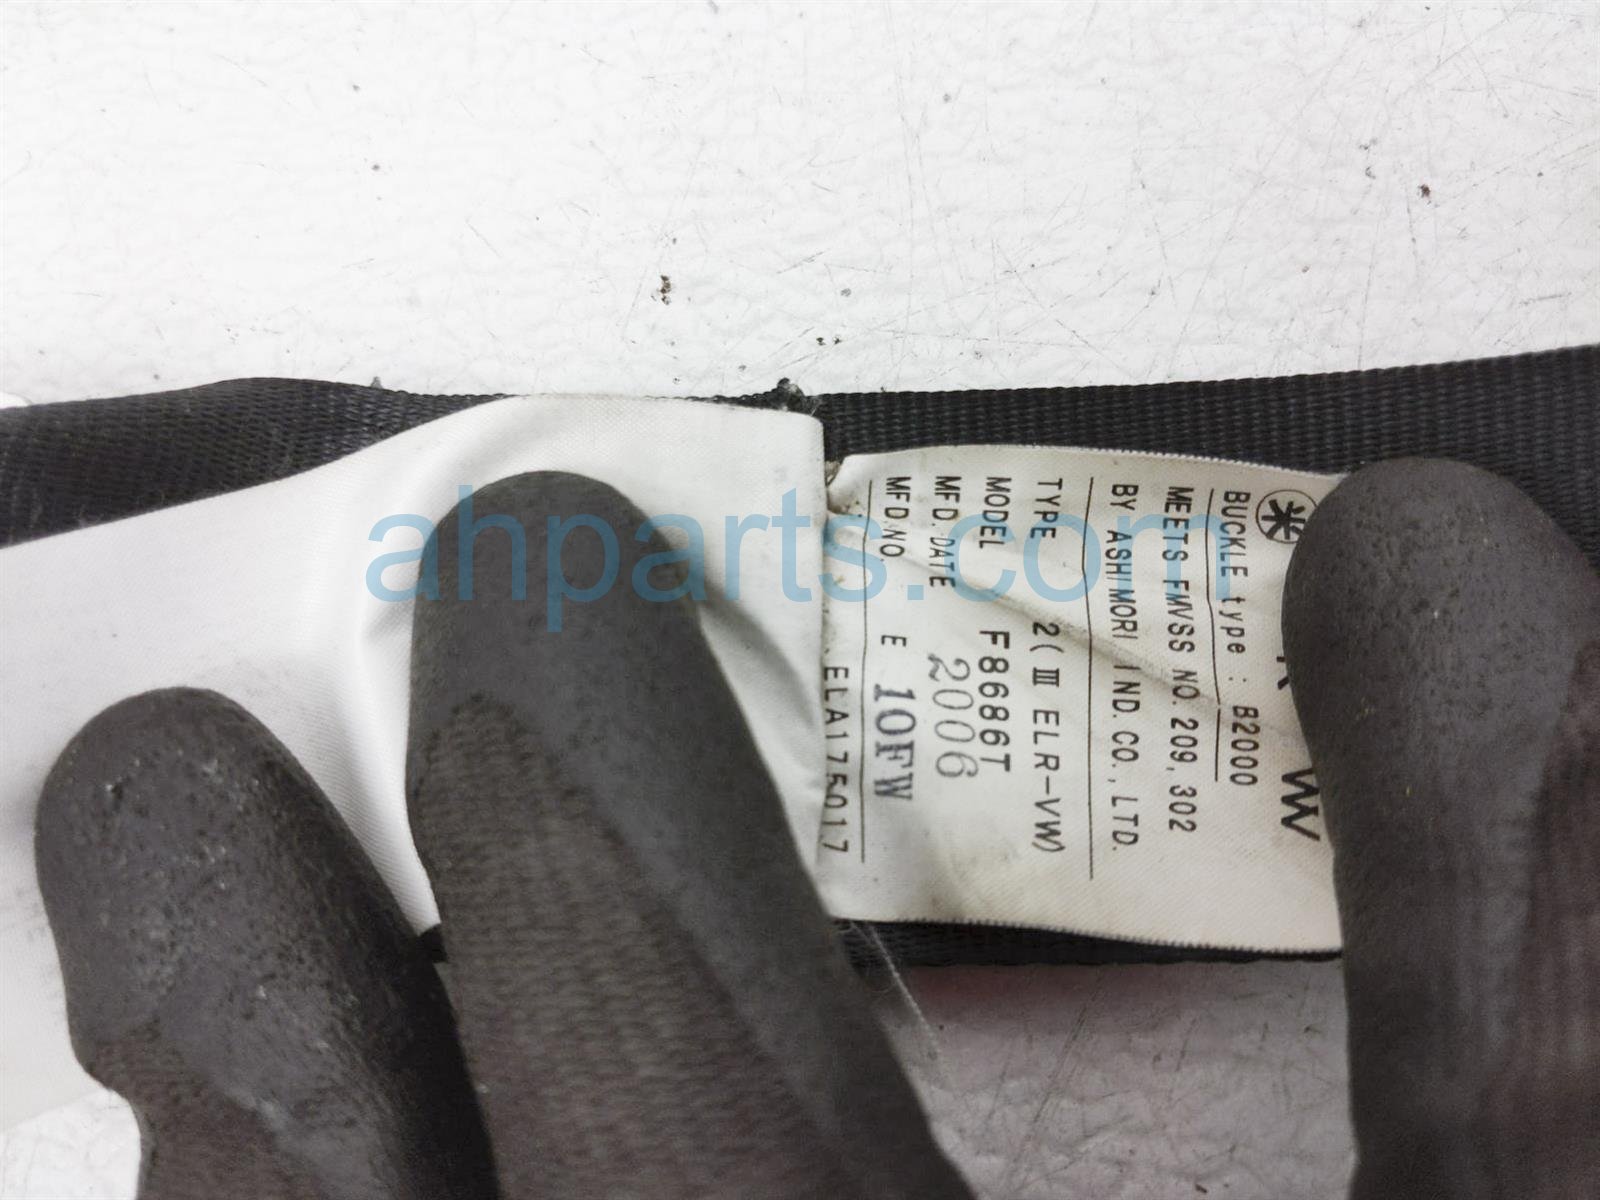 BUCKLE type : B2000
MEETS FMVSS NO. 209, 302
BY ASHIMORI IND. CO., LTD.
TYPE 2(Ⅲ ELR-VW)
MODEL F8686T
MFD. DATE 2006
MFD. NO E 10FW
ELA175017
ahparts.com